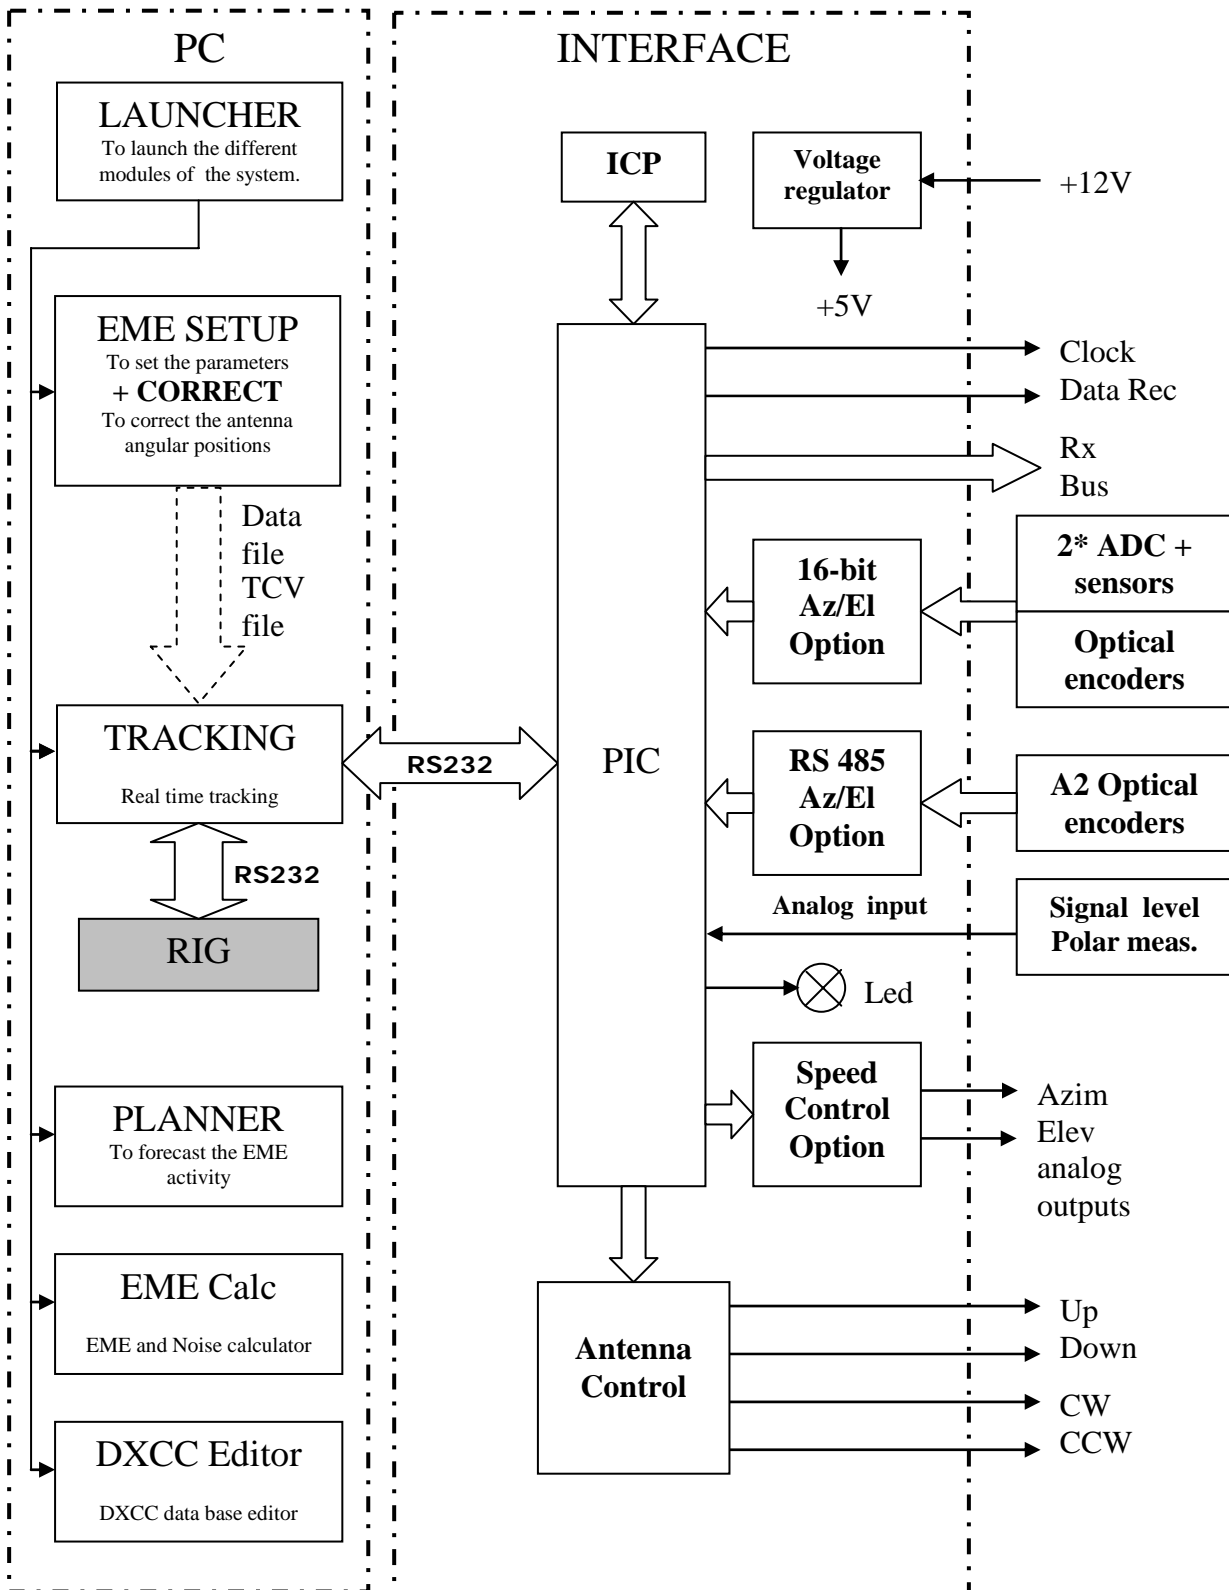 PC
LAUNCHER
To launch the different
modules of the system.
EME SETUP
To set the parameters
+ CORRECT
To correct the antenna
angular positions
Data
file
TCV
file
TRACKING
Real time tracking
RS232
RIG
PLANNER
To forecast the EME
activity
EME Calc
EME and Noise calculator
DXCC Editor
DXCC data base editor
RS232
INTERFACE
ICP
Voltage
regulator
+12V
+5V
PIC
Clock
Data Rec
Rx
Bus
16-bit
Az/El
Option
2* ADC +
sensors
Optical
encoders
RS 485
Az/El
Option
A2 Optical
encoders
Analog input
Signal level
Polar meas.
Led
Speed
Control
Option
Azim
Elev
analog
outputs
Antenna
Control
Up
Down
CW
CCW